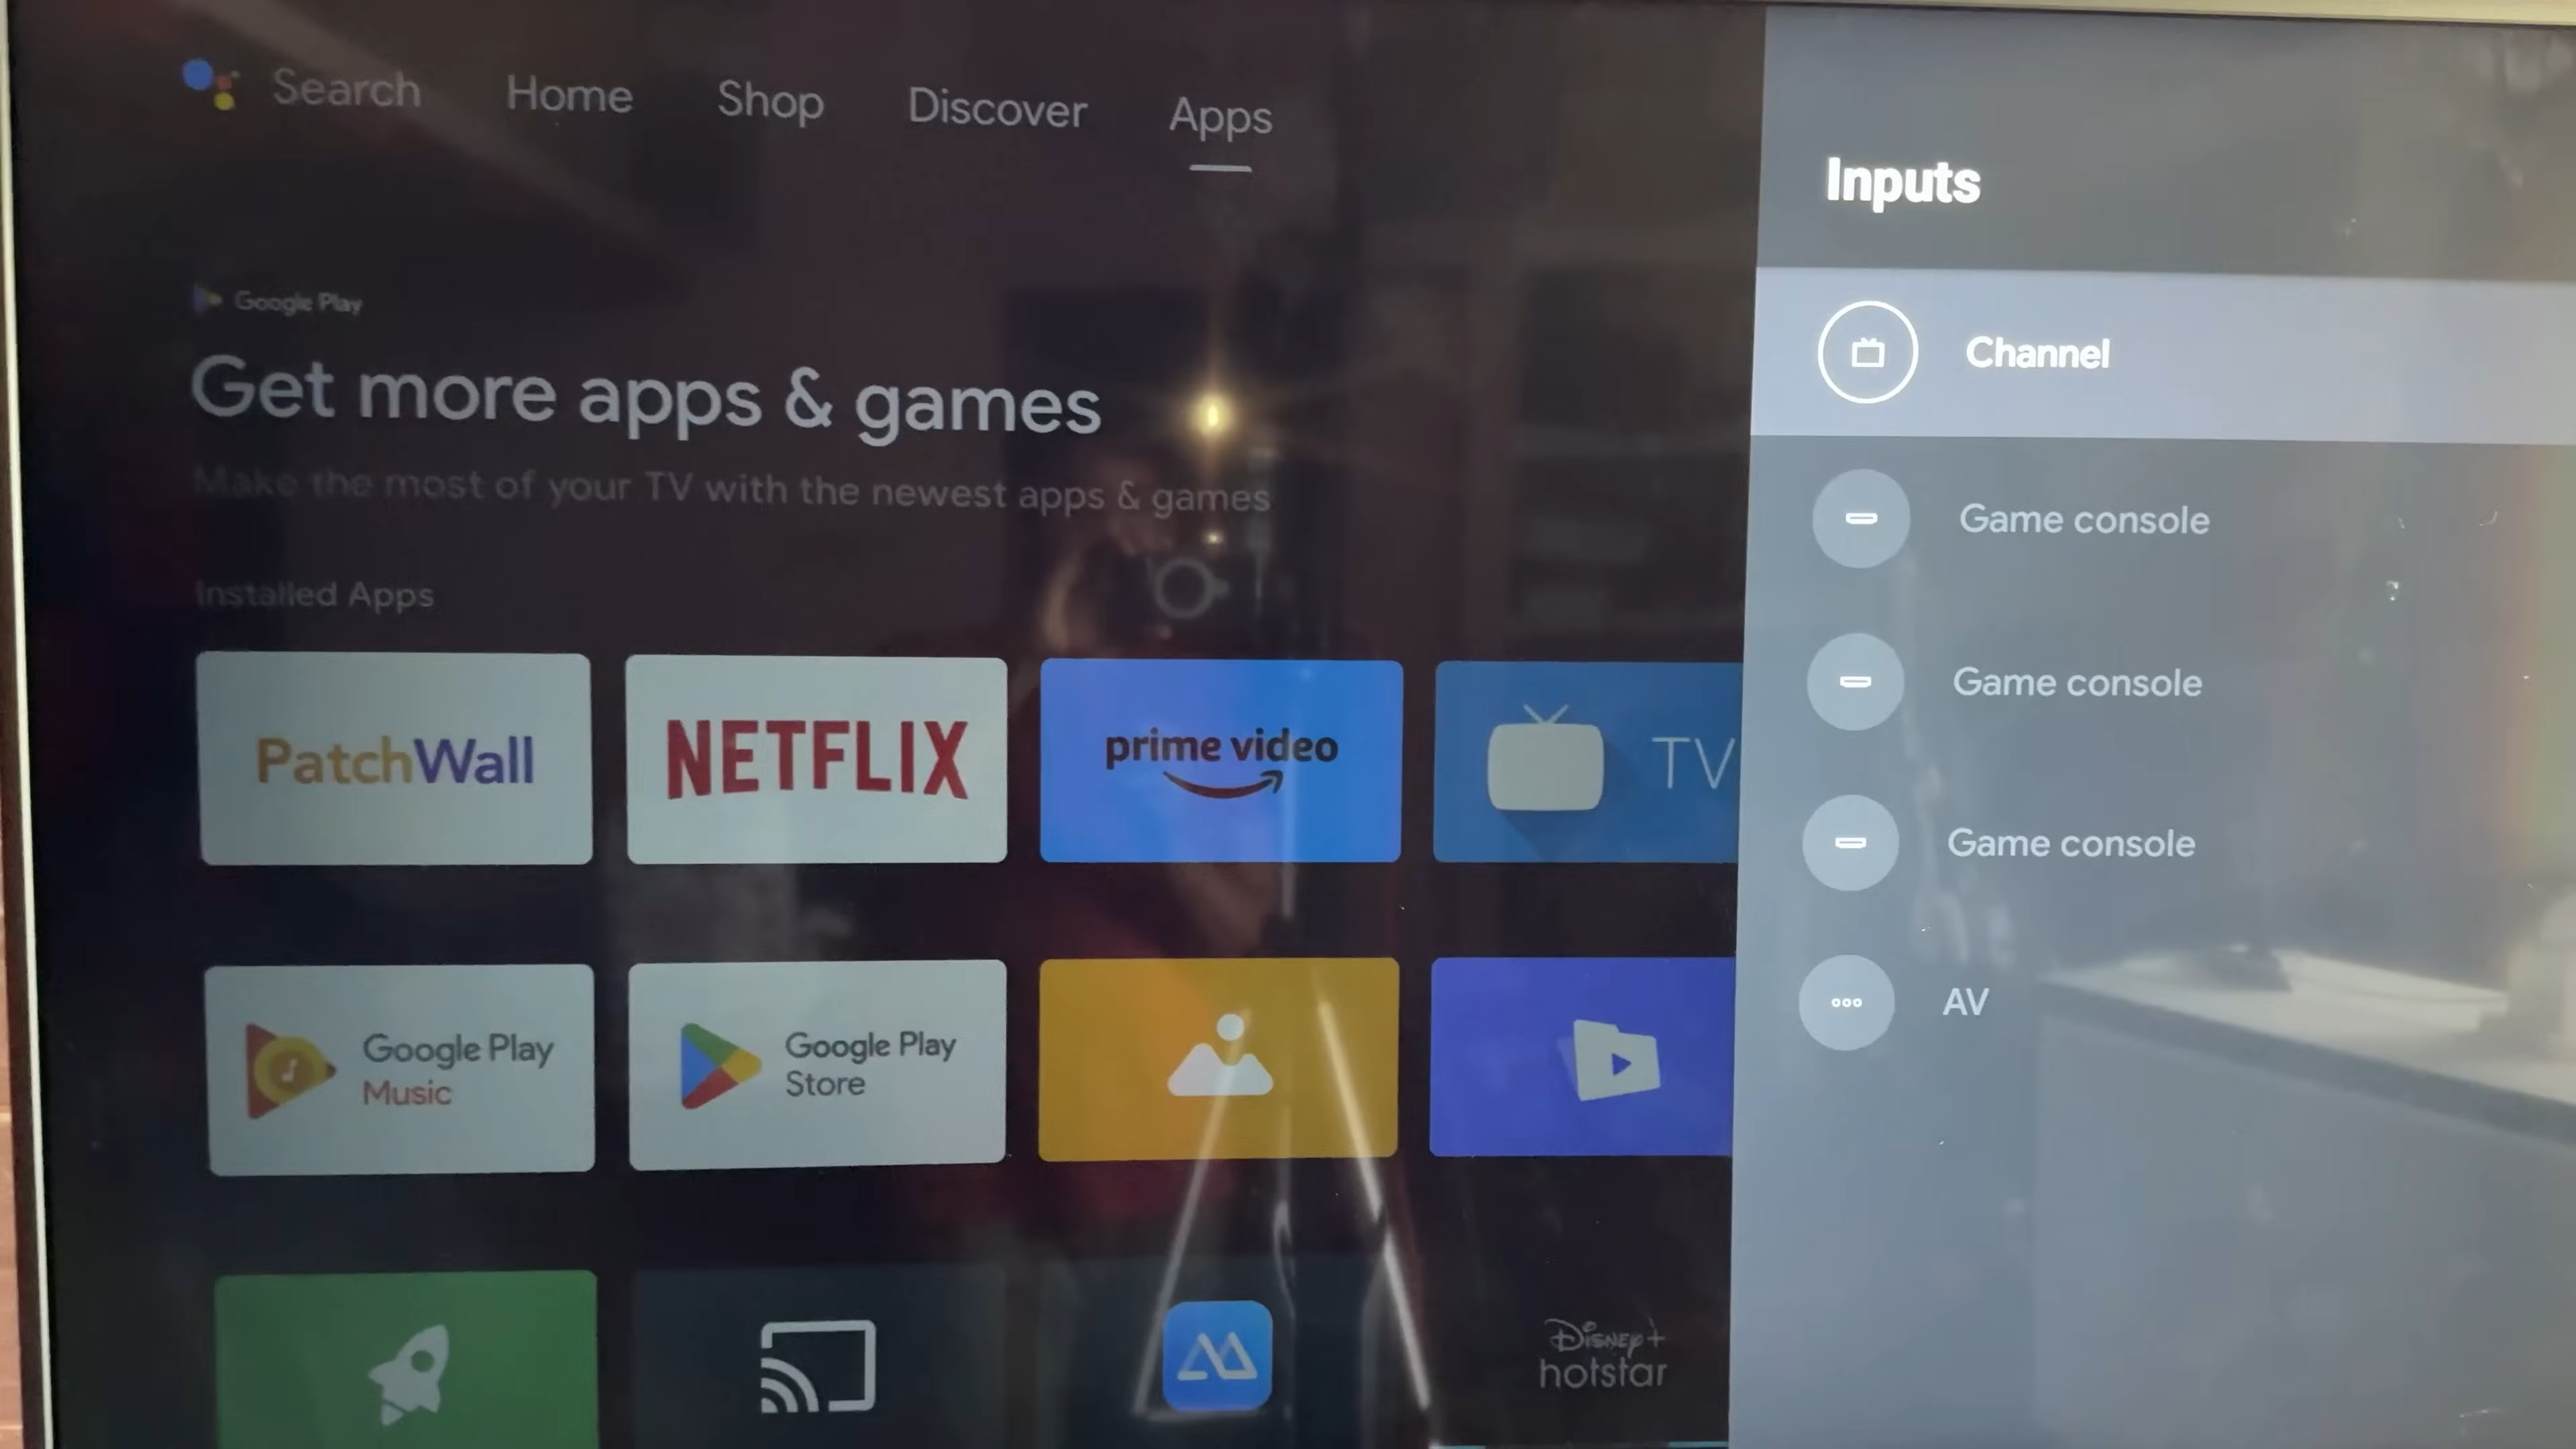 Search Home Shop Discover Apps
Google Play
Get more apps & games
Make the most of your TV with the newest apps & games
Installed Apps
PatchWall
NETFLIX
prime video
TV
Google Play
Music
Google Play
Store
Disney+
hotstar
Inputs
Channel
Game console
Game console
Game console
AV